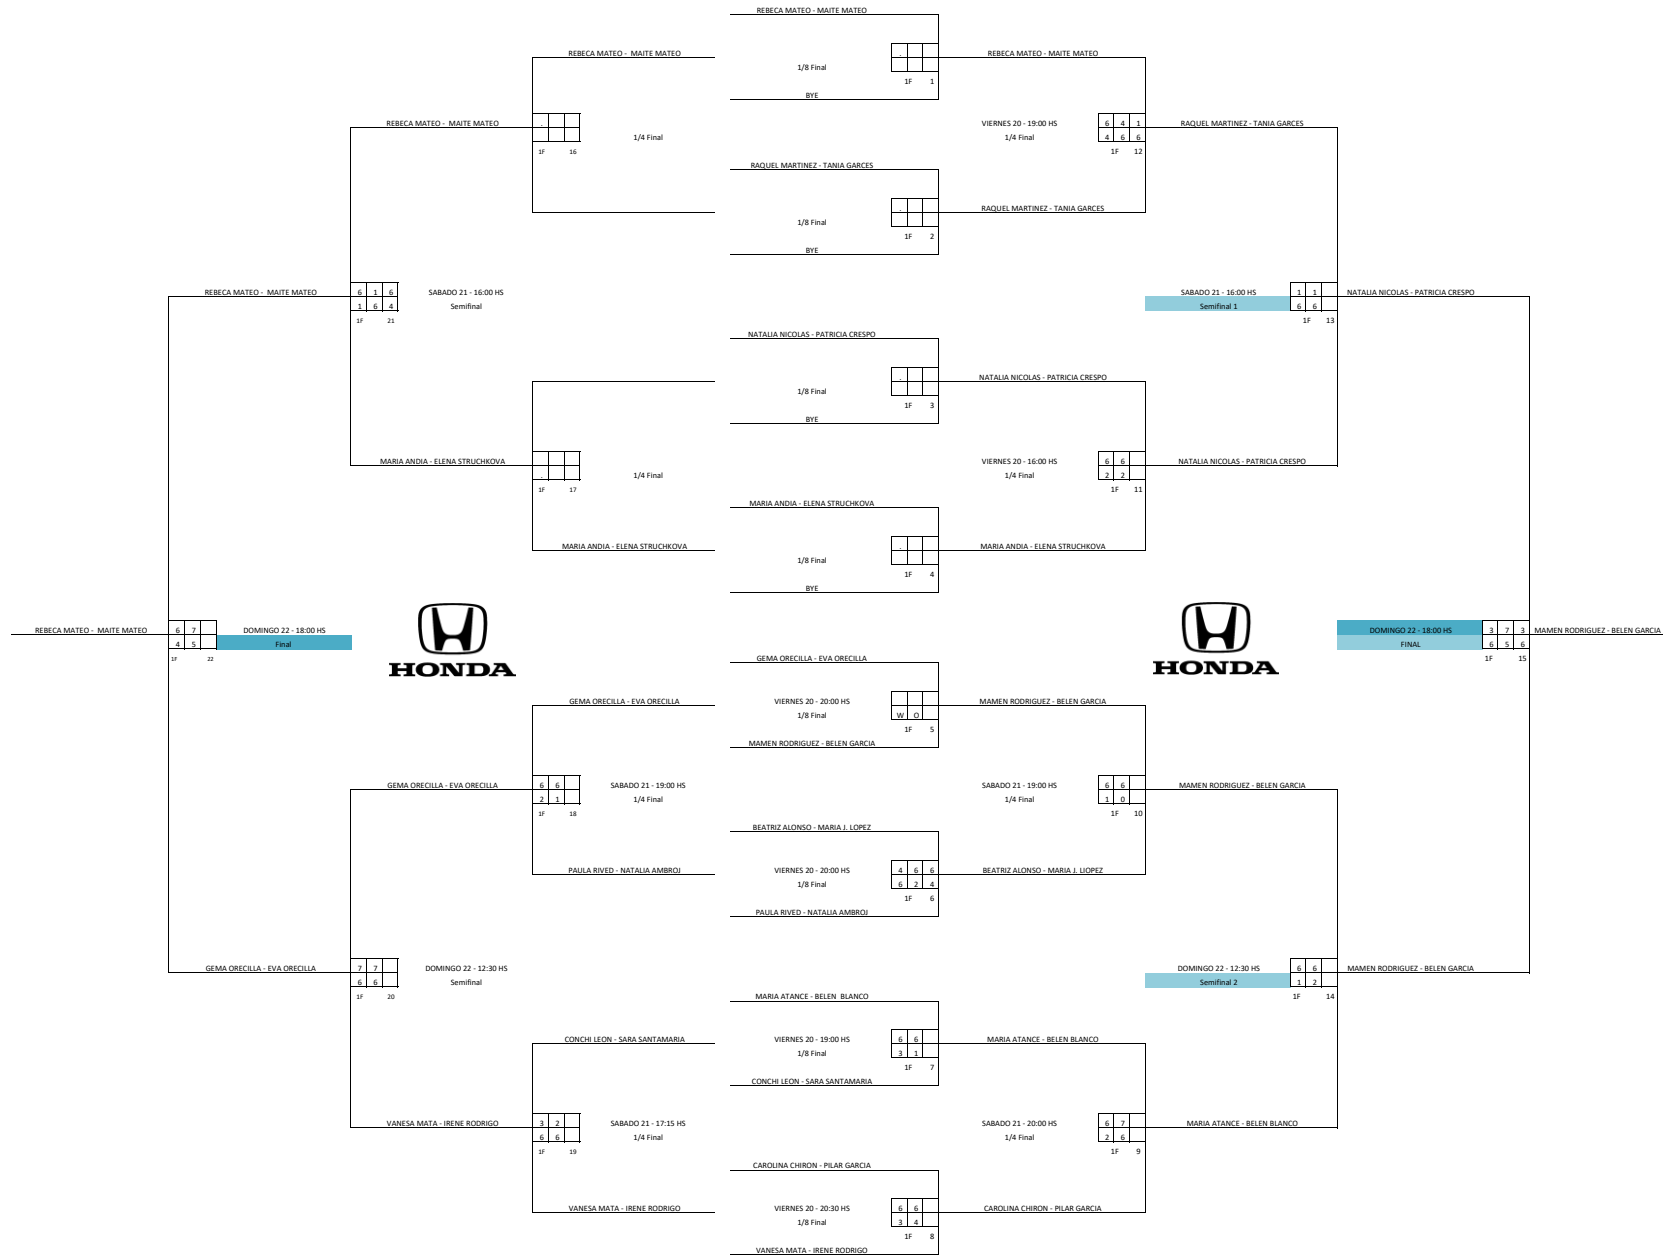 REBECA MATEO - MAITE MATEO
REBECA MATEO - MAITE MATEO
.
REBECA MATEO - MAITE MATEO
1/8 Final
1F 1
BYE
REBECA MATEO - MAITE MATEO
.
1/4 Final
1F 16
VIERNES 20 - 19:00 HS
6 4 1
RAQUEL MARTINEZ - TANIA GARCES
1/4 Final
4 6 6
1F 12
RAQUEL MARTINEZ - TANIA GARCES
.
RAQUEL MARTINEZ - TANIA GARCES
1/8 Final
1F 2
BYE
REBECA MATEO - MAITE MATEO
6 1 6
SABADO 21 - 16:00 HS
1 6 4
Semifinal
1F 21
SABADO 21 - 16:00 HS
1 1
NATALIA NICOLAS - PATRICIA CRESPO
Semifinal 1
6 6
1F 13
NATALIA NICOLAS - PATRICIA CRESPO
.
NATALIA NICOLAS - PATRICIA CRESPO
1/8 Final
1F 3
BYE
MARIA ANDIA - ELENA STRUCHKOVA
.
1/4 Final
1F 17
VIERNES 20 - 16:00 HS
6 6
NATALIA NICOLAS - PATRICIA CRESPO
1/4 Final
2 2
1F 11
MARIA ANDIA - ELENA STRUCHKOVA
MARIA ANDIA - ELENA STRUCHKOVA
.
MARIA ANDIA - ELENA STRUCHKOVA
1/8 Final
1F 4
BYE
REBECA MATEO - MAITE MATEO
6 7
DOMINGO 22 - 18:00 HS
4 5
Final
1F 22
HONDA
HONDA
DOMINGO 22 - 18:00 HS
3 7 3
MAMEN RODRIGUEZ - BELEN GARCIA
FINAL
6 5 6
1F 15
GEMA ORECILLA - EVA ORECILLA
GEMA ORECILLA - EVA ORECILLA
VIERNES 20 - 20:00 HS
MAMEN RODRIGUEZ - BELEN GARCIA
1/8 Final
W O
1F 5
MAMEN RODRIGUEZ - BELEN GARCIA
GEMA ORECILLA - EVA ORECILLA
6 6
SABADO 21 - 19:00 HS
2 1
1/4 Final
1F 18
SABADO 21 - 19:00 HS
6 6
MAMEN RODRIGUEZ - BELEN GARCIA
1/4 Final
1 0
1F 10
BEATRIZ ALONSO - MARIA J. LOPEZ
PAULA RIVED - NATALIA AMBROJ
VIERNES 20 - 20:00 HS
4 6 6
BEATRIZ ALONSO - MARIA J. LIOPEZ
1/8 Final
6 2 4
1F 6
PAULA RIVED - NATALIA AMBROJ
GEMA ORECILLA - EVA ORECILLA
7 7
DOMINGO 22 - 12:30 HS
6 6
Semifinal
1F 20
DOMINGO 22 - 12:30 HS
6 6
MAMEN RODRIGUEZ - BELEN GARCIA
Semifinal 2
1 2
1F 14
MARIA ATANCE - BELEN BLANCO
CONCHI LEON - SARA SANTAMARIA
VIERNES 20 - 19:00 HS
6 6
MARIA ATANCE - BELEN BLANCO
1/8 Final
3 1
1F 7
CONCHI LEON - SARA SANTAMARIA
VANESA MATA - IRENE RODRIGO
3 2
SABADO 21 - 17:15 HS
6 6
1/4 Final
1F 19
SABADO 21 - 20:00 HS
6 7
MARIA ATANCE - BELEN BLANCO
1/4 Final
2 6
1F 9
CAROLINA CHIRON - PILAR GARCIA
VANESA MATA - IRENE RODRIGO
VIERNES 20 - 20:30 HS
6 6
CAROLINA CHIRON - PILAR GARCIA
1/8 Final
3 4
1F 8
VANESA MATA - IRENE RODRIGO